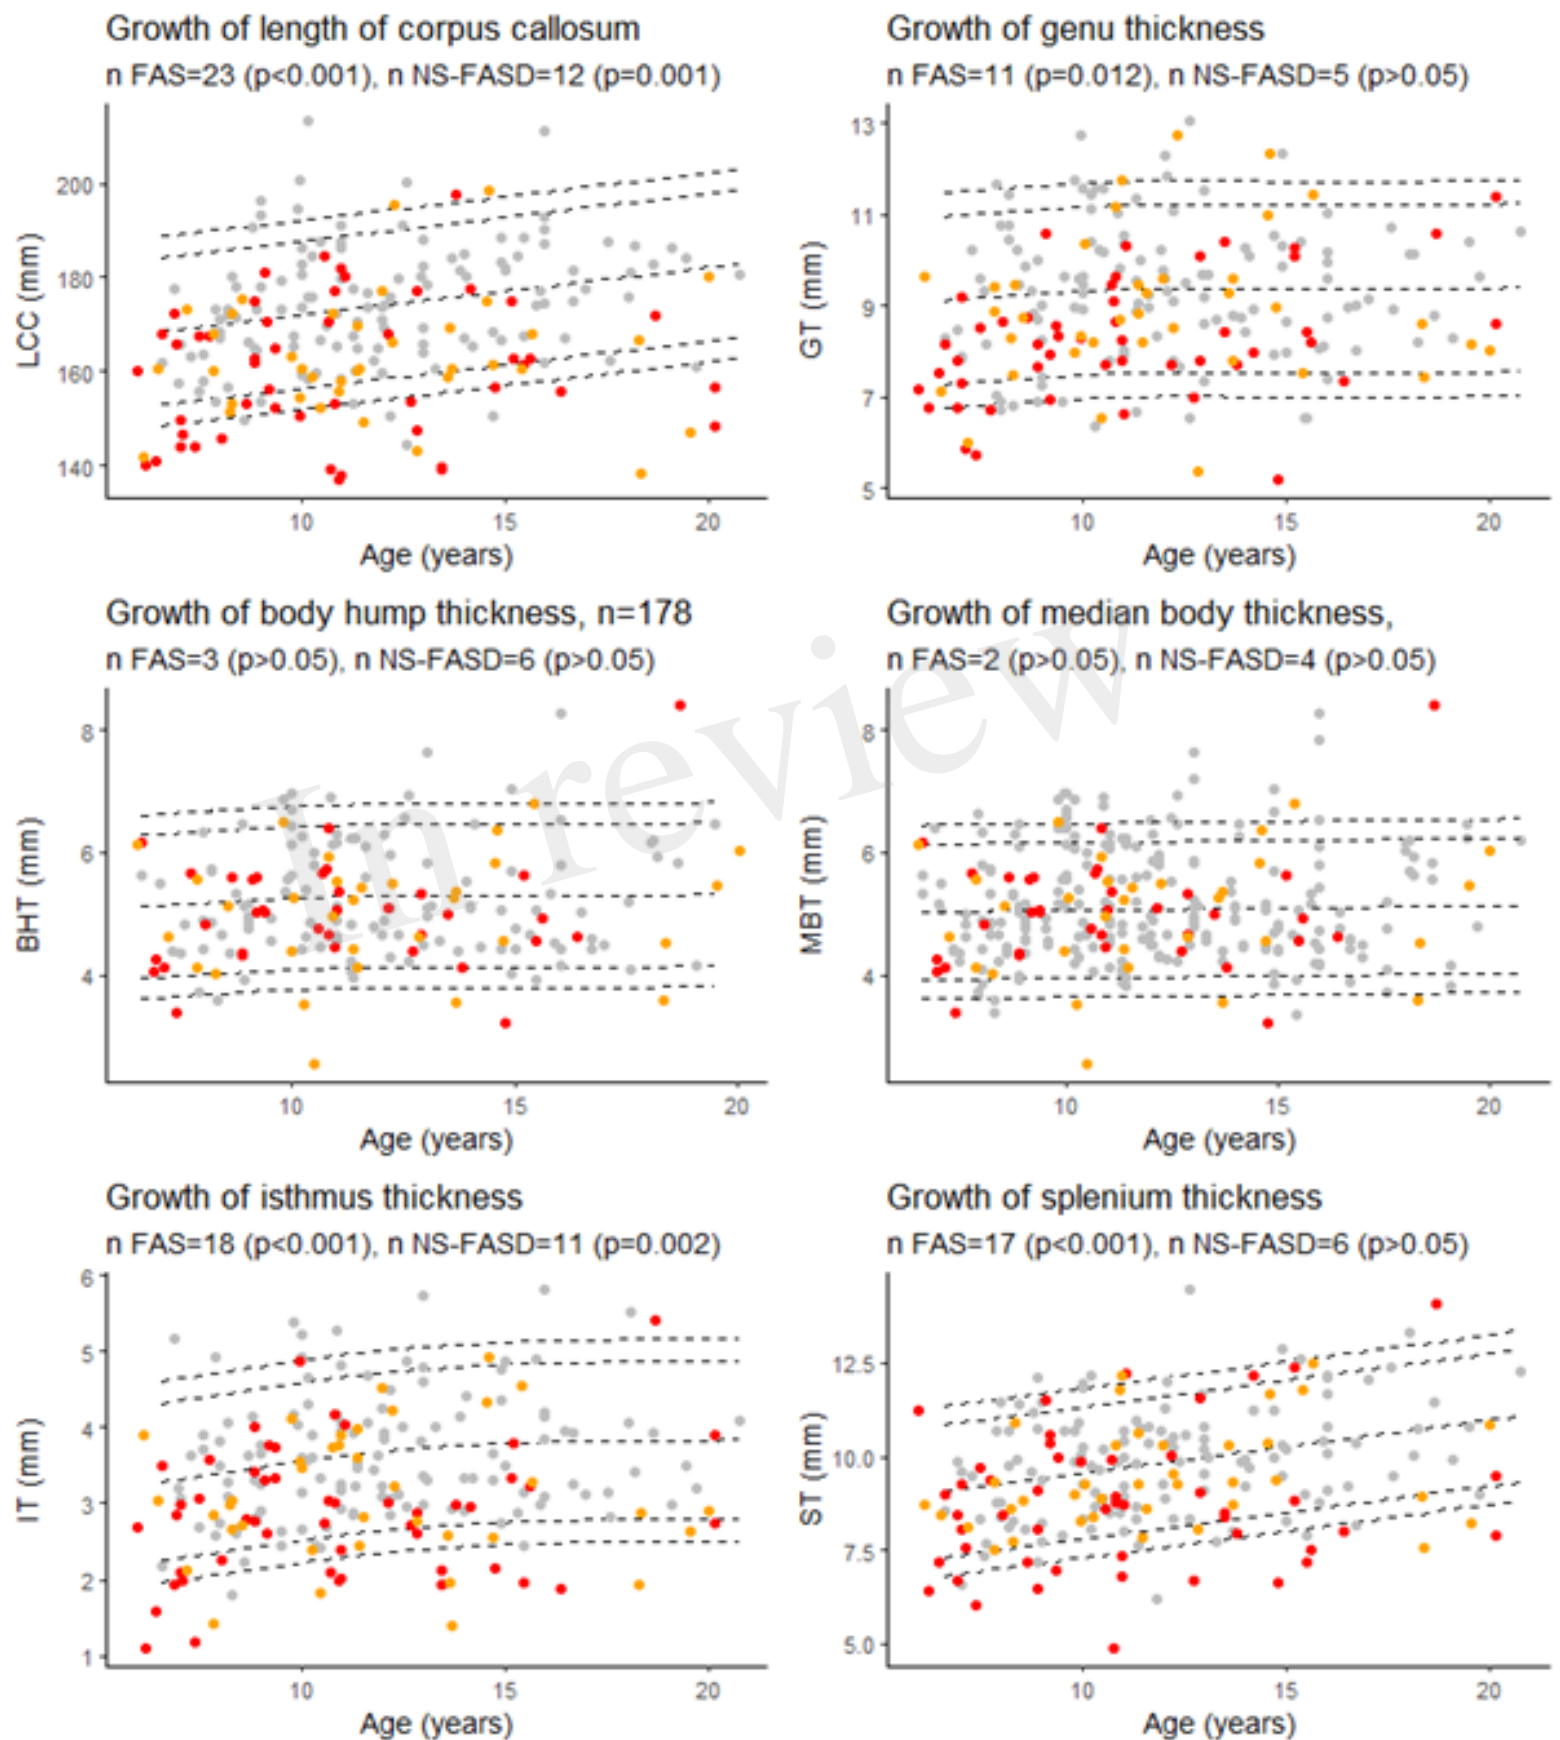 Growth of length of corpus callosum
n FAS=23 (p<0.001), n NS-FASD=12 (p=0.001)
200
180
160
140
LCC (mm)
10 15 20
Age (years)
Growth of genu thickness
n FAS=11 (p=0.012), n NS-FASD=5 (p>0.05)
13
11
9
7
5
GT (mm)
10 15 20
Age (years)
Growth of body hump thickness, n=178
n FAS=3 (p>0.05), n NS-FASD=6 (p>0.05)
8
6
4
BHT (mm)
10 15 20
Age (years)
Growth of median body thickness,
n FAS=2 (p>0.05), n NS-FASD=4 (p>0.05)
8
6
4
MBT (mm)
10 15 20
Age (years)
In review
Growth of isthmus thickness
n FAS=18 (p<0.001), n NS-FASD=11 (p=0.002)
6
5
4
3
2
1
IT (mm)
10 15 20
Age (years)
Growth of splenium thickness
n FAS=17 (p<0.001), n NS-FASD=6 (p>0.05)
12.5
10.0
7.5
5.0
ST (mm)
10 15 20
Age (years)